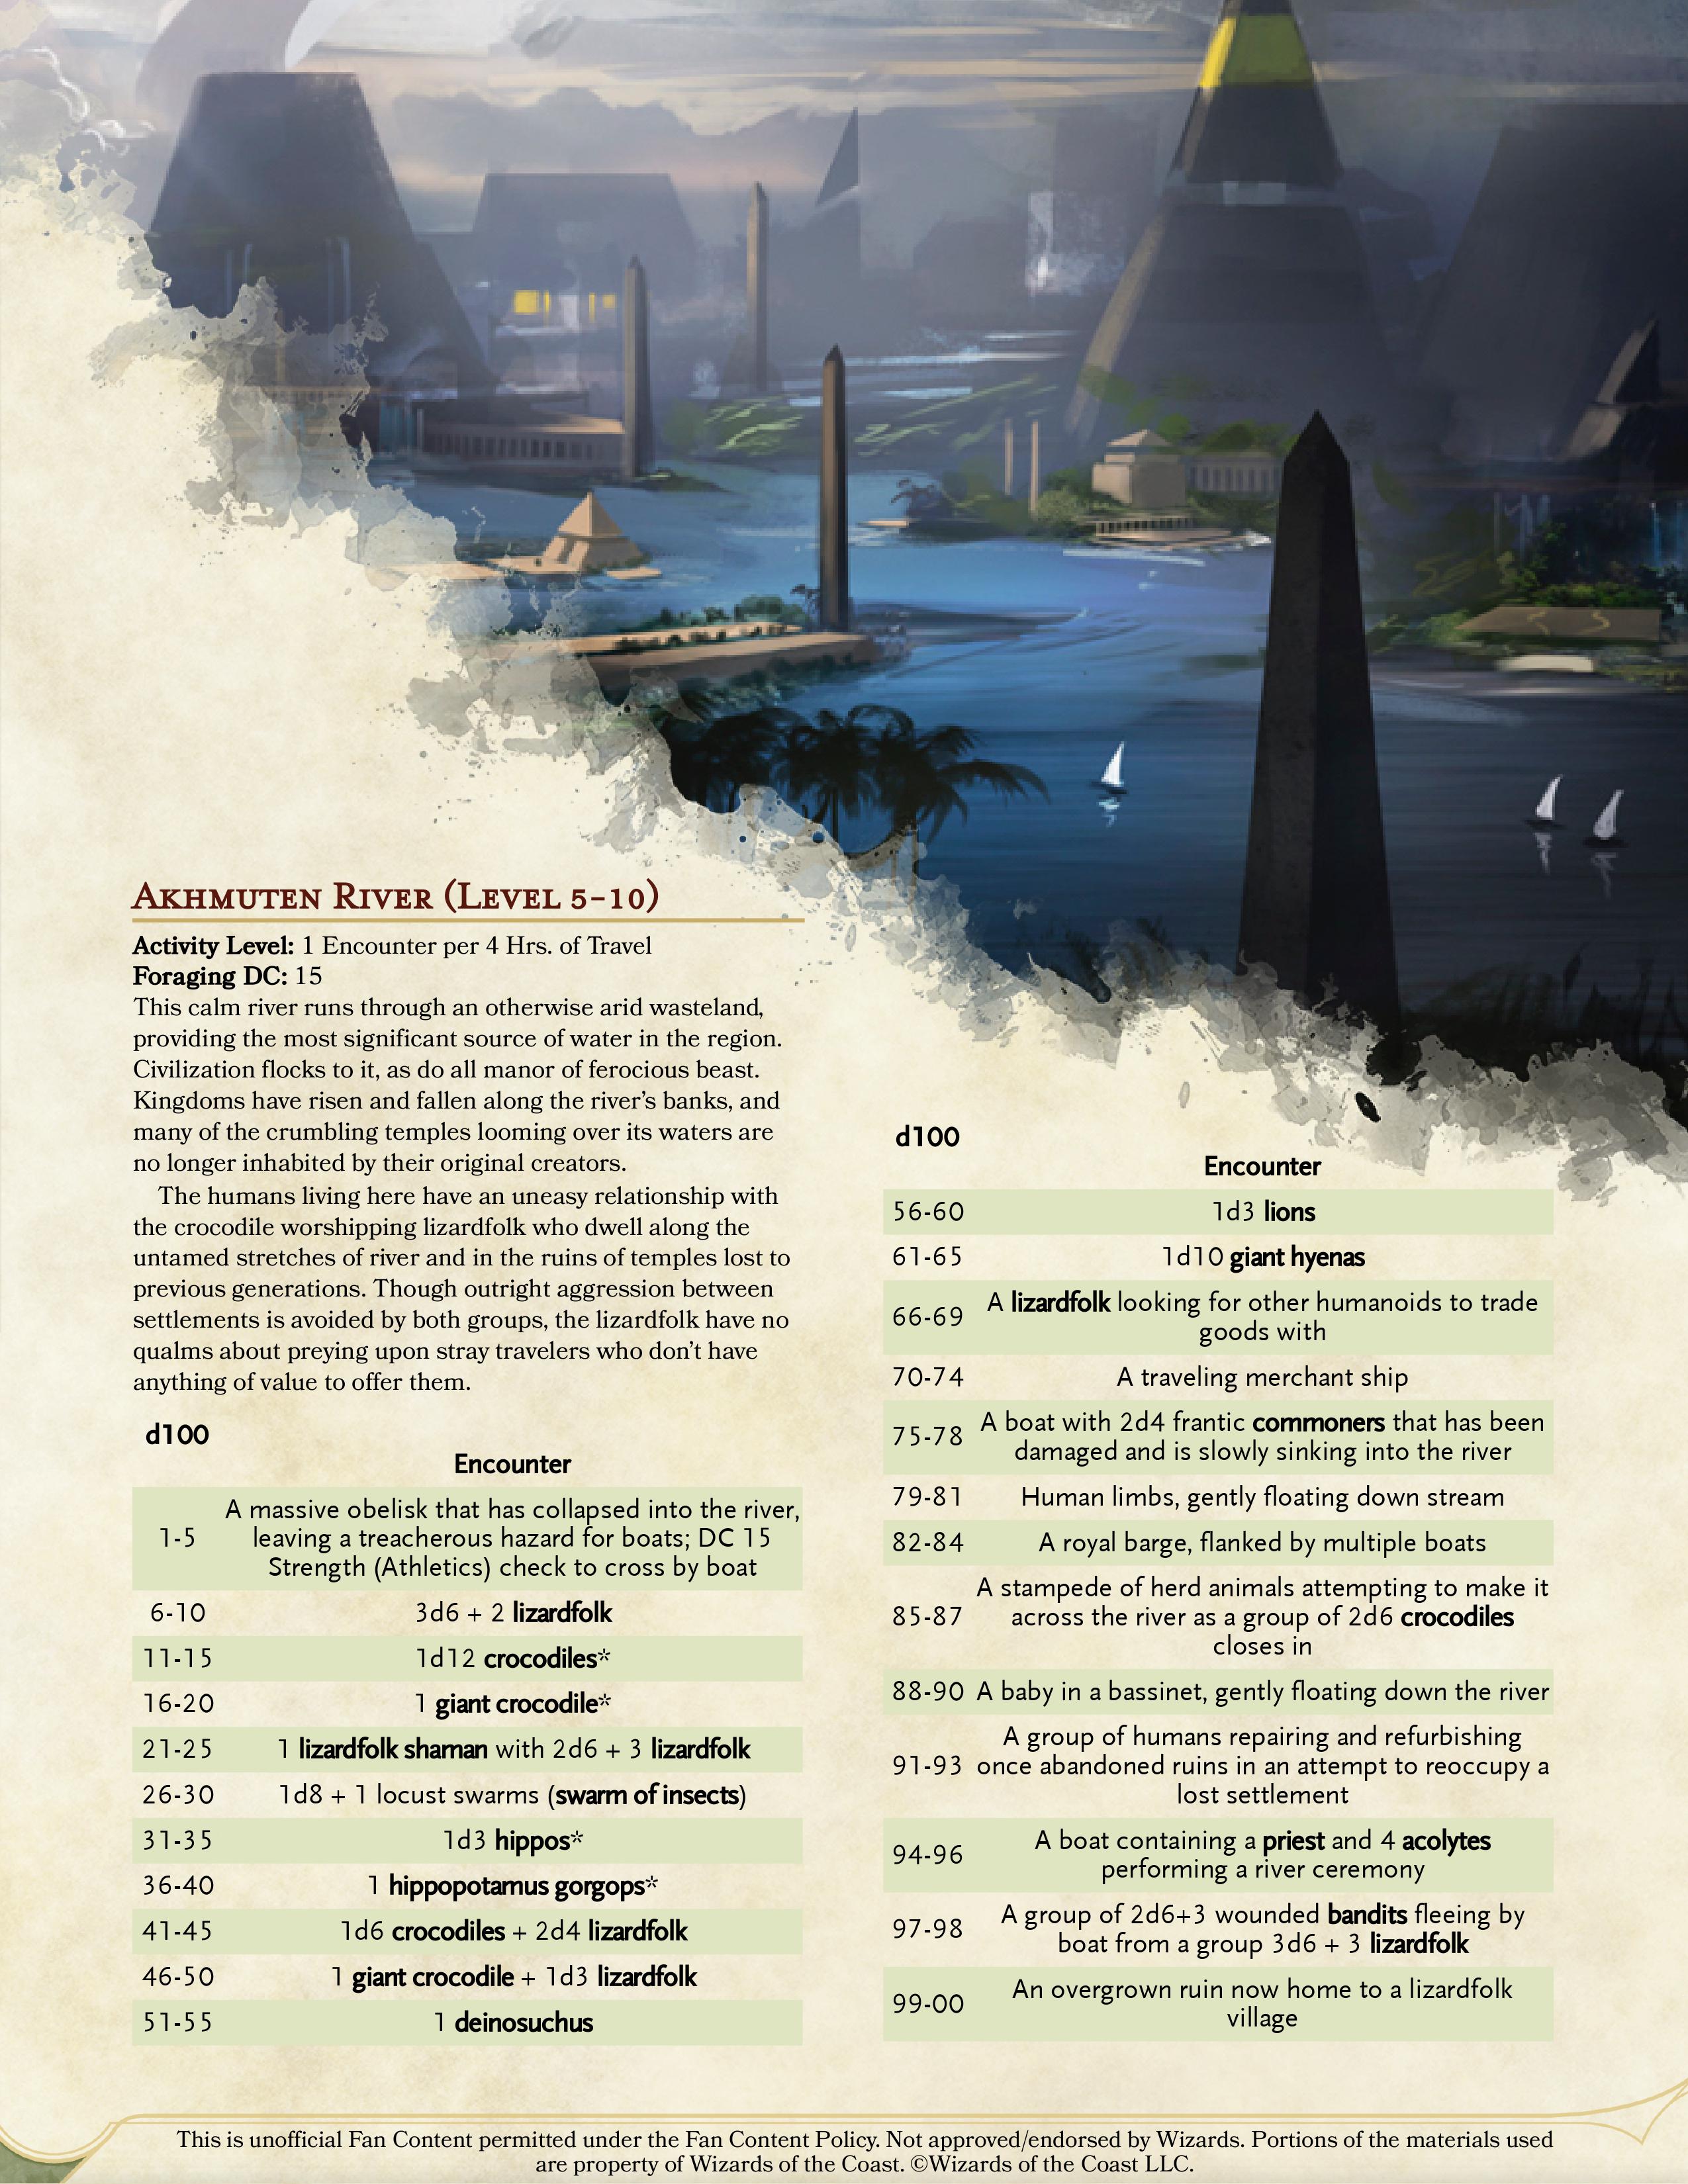 Akhmuten River (Level 5-10)
Activity Level: 1 Encounter per 4 Hrs. of Travel
Foraging DC: 15
This calm river runs through an otherwise arid wasteland,
providing the most significant source of water in the region.
Civilization flocks to it, as do all manor of ferocious beast.
Kingdoms have risen and fallen along the river's banks, and
many of the crumbling temples looming over its waters are
no longer inhabited by their original creators.
The humans living here have an uneasy relationship with
the crocodile worshipping lizardfolk who dwell along the
untamed stretches of river and in the ruins of temples lost to
previous generations. Though outright aggression between
settlements is avoided by both groups, the lizardfolk have no
qualms about preying upon stray travelers who don't have
anything of value to offer them.
d100
Encounter
A massive obelisk that has collapsed into the river,
1-5 leaving a treacherous hazard for boats; DC 15
Strength (Athletics) check to cross by boat
6-10 3d6 + 2 lizardfolk
11-15 1d12 crocodiles*
16-20 1 giant crocodile*
21-25 1 lizardfolk shaman with 2d6 + 3 lizardfolk
26-30 1d8 + 1 locust swarms (swarm of insects)
31-35 1d3 hippos*
36-40 1 hippopotamus gorgops*
41-45 1d6 crocodiles + 2d4 lizardfolk
46-50 1 giant crocodile + 1d3 lizardfolk
51-55 1 deinosuchus
d100
Encounter
56-60 1d3 lions
61-65 1d10 giant hyenas
66-69 A lizardfolk looking for other humanoids to trade
goods with
70-74 A traveling merchant ship
75-78 A boat with 2d4 frantic commoners that has been
damaged and is slowly sinking into the river
79-81 Human limbs, gently floating down stream
82-84 A royal barge, flanked by multiple boats
A stampede of herd animals attempting to make it
85-87 across the river as a group of 2d6 crocodiles
closes in
88-90 A baby in a bassinet, gently floating down the river
A group of humans repairing and refurbishing
91-93 once abandoned ruins in an attempt to reoccupy a
lost settlement
94-96 A boat containing a priest and 4 acolytes
performing a river ceremony
97-98 A group of 2d6+3 wounded bandits fleeing by
boat from a group 3d6 + 3 lizardfolk
99-00 An overgrown ruin now home to a lizardfolk
village
This is unofficial Fan Content permitted under the Fan Content Policy. Not approved/endorsed by Wizards. Portions of the materials used
are property of Wizards of the Coast. ©Wizards of the Coast LLC.